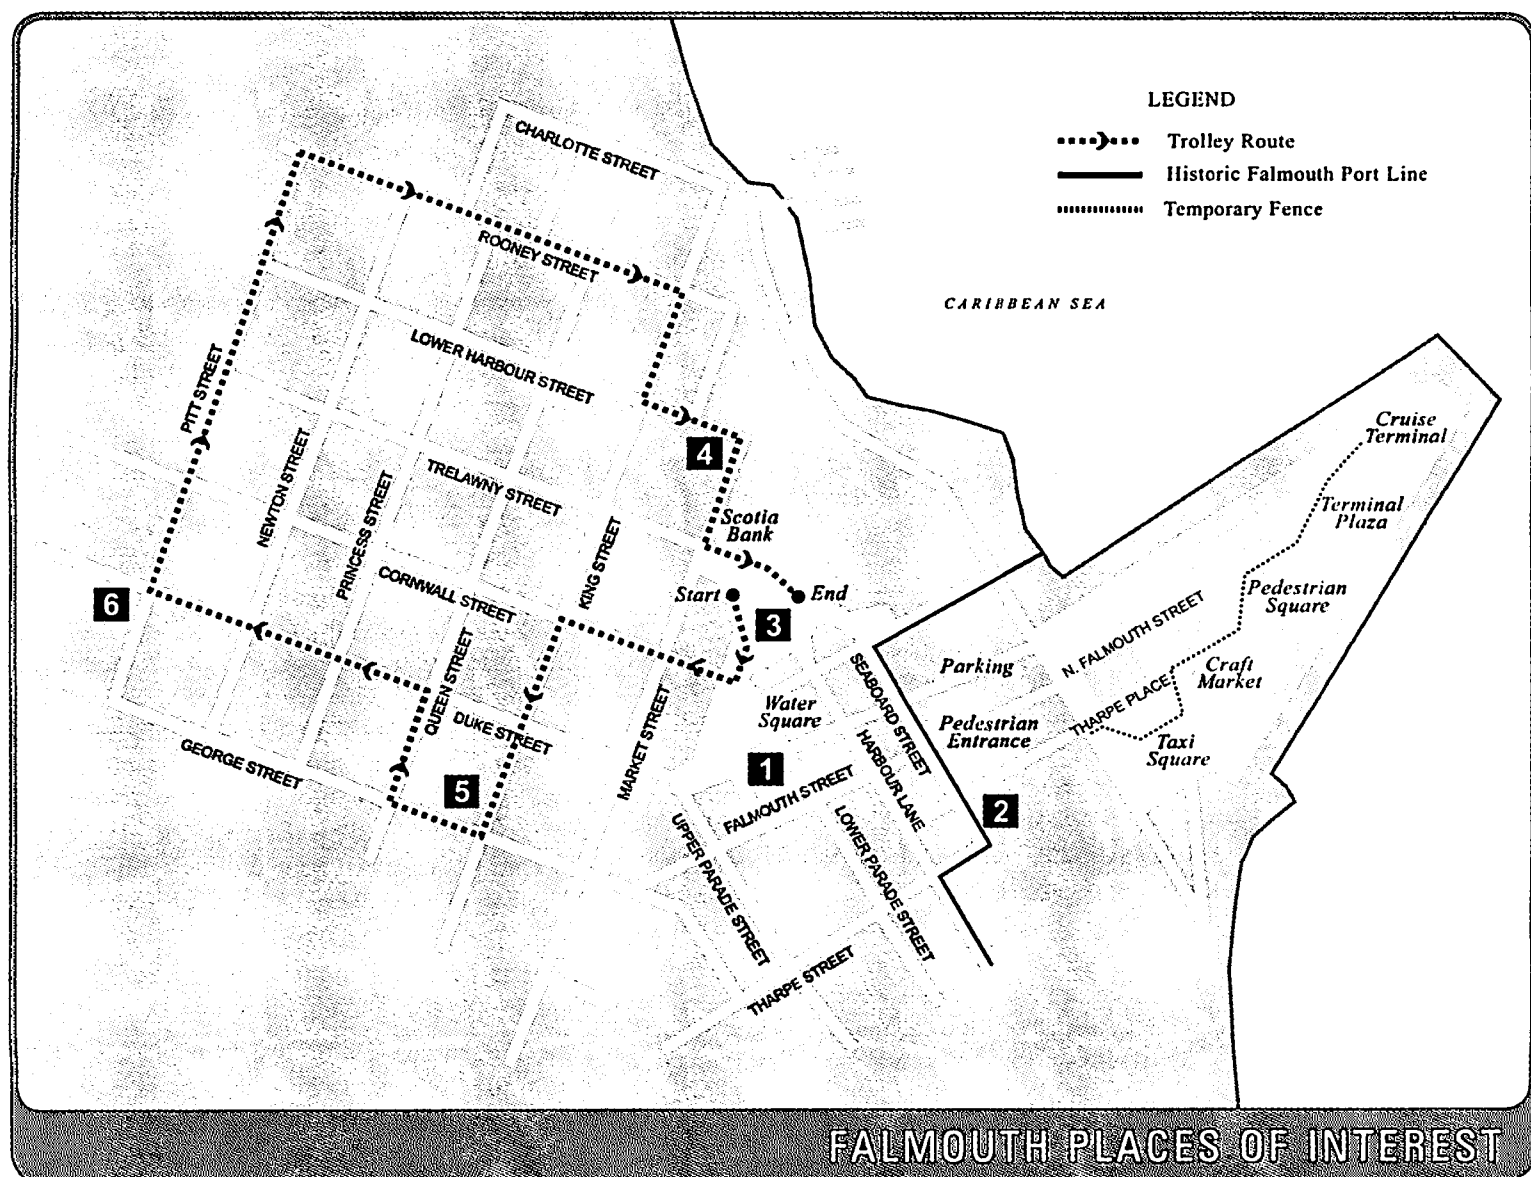 LEGEND
Trolley Route
Historic Falmouth Port Line
Temporary Fence
CHARLOTTE STREET
ROONEY STREET
CARIBBEAN SEA
LOWER HARBOUR STREET
PITT STREET
NEWTON STREET
PRINCESS STREET
TRELAWNY STREET
KING STREET
CORNWALL STREET
QUEEN STREET
DUKE STREET
GEORGE STREET
MARKET STREET
4
Scotia
Bank
Start
End
3
6
5
Water
Square
1
FALMOUTH STREET
UPPER PARADE STREET
LOWER PARADE STREET
THARPE STREET
SEABOARD STREET
HARBOUR LANE
2
Parking
Pedestrian
Entrance
N. FALMOUTH STREET
THARPE PLACE
Cruise
Terminal
Terminal
Plaza
Pedestrian
Square
Craft
Market
Taxi
Square
FALMOUTH PLACES OF INTEREST